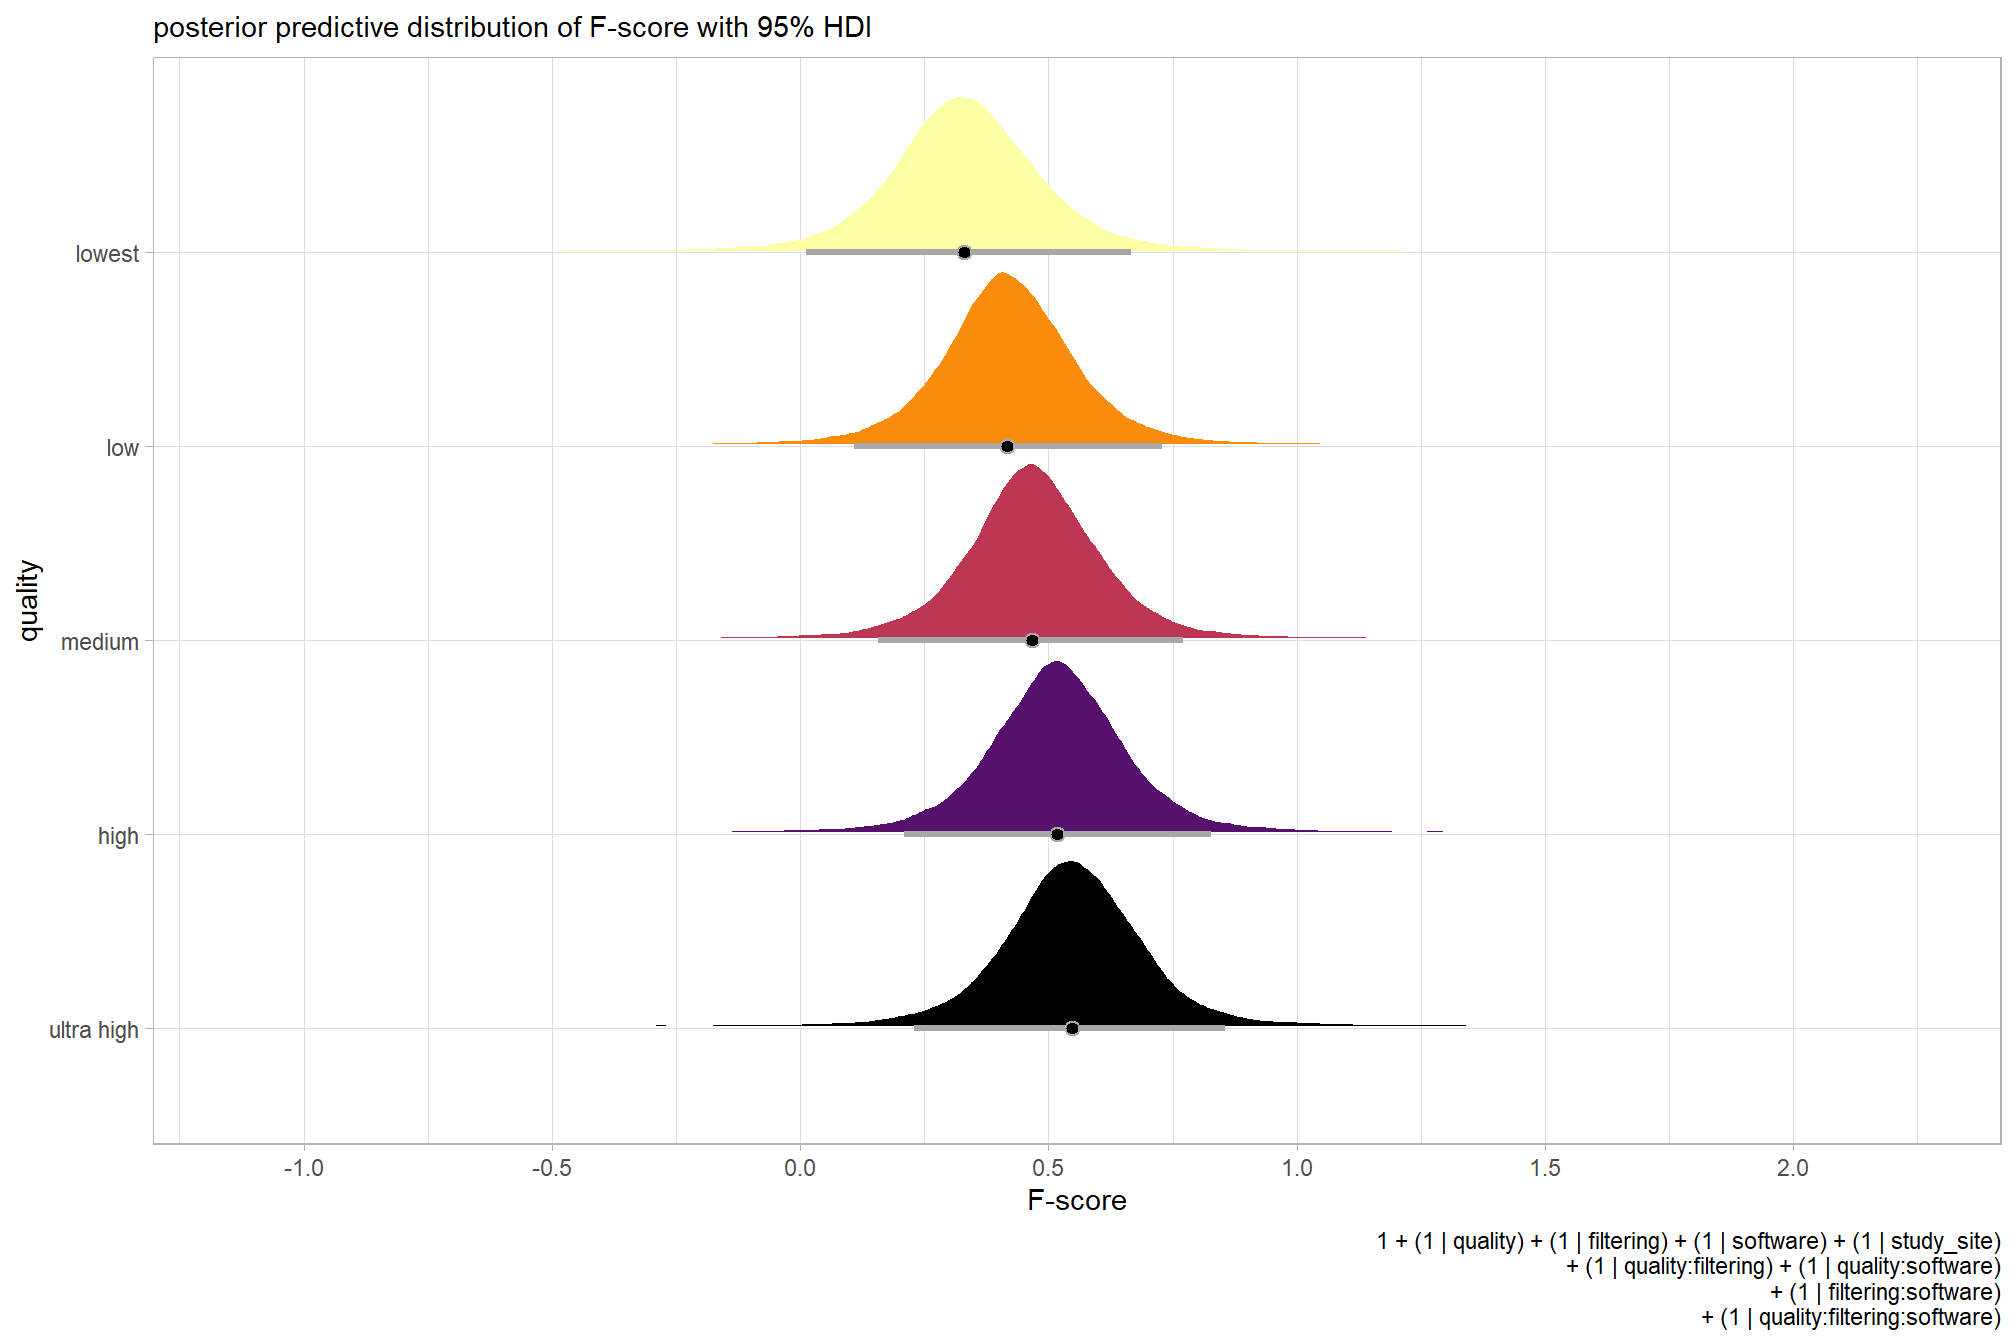 posterior predictive distribution of F-score with 95% HDI
quality
lowest
low
medium
high
ultra high
-1.0 -0.5 0.0 0.5 1.0 1.5 2.0
F-score
1 + (1 | quality) + (1 | filtering) + (1 | software) + (1 | study_site)
+ (1 | quality:filtering) + (1 | quality:software)
+ (1 | filtering:software)
+ (1 | quality:filtering:software)